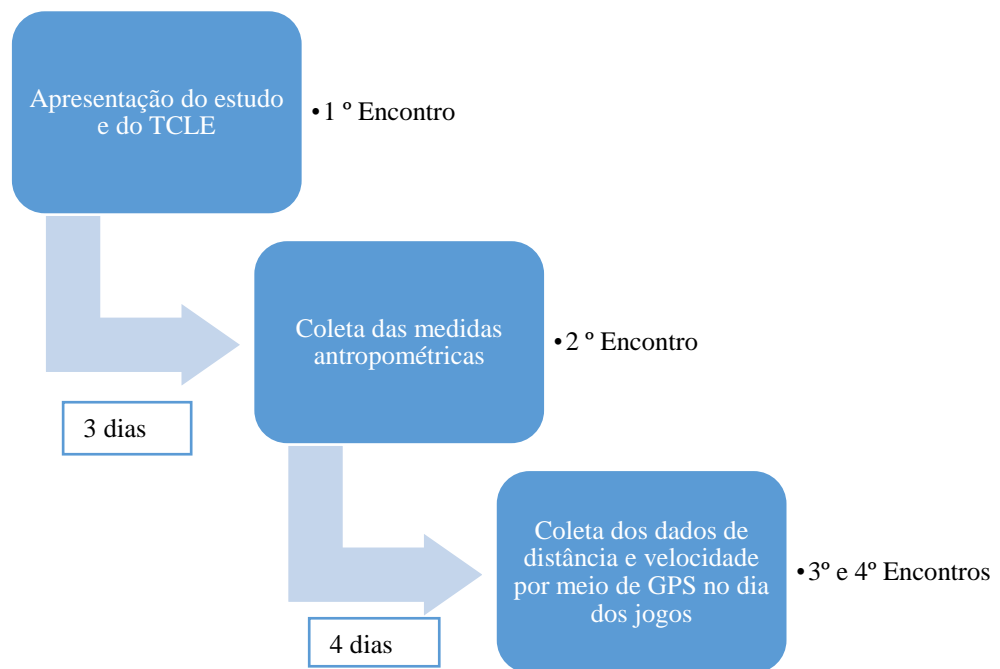 Apresentação do estudo
e do TCLE
•1 º Encontro
3 dias
Coleta das medidas
antropométricas
•2 º Encontro
4 dias
Coleta dos dados de
distância e velocidade
por meio de GPS no dia
dos jogos
•3º e 4º Encontros